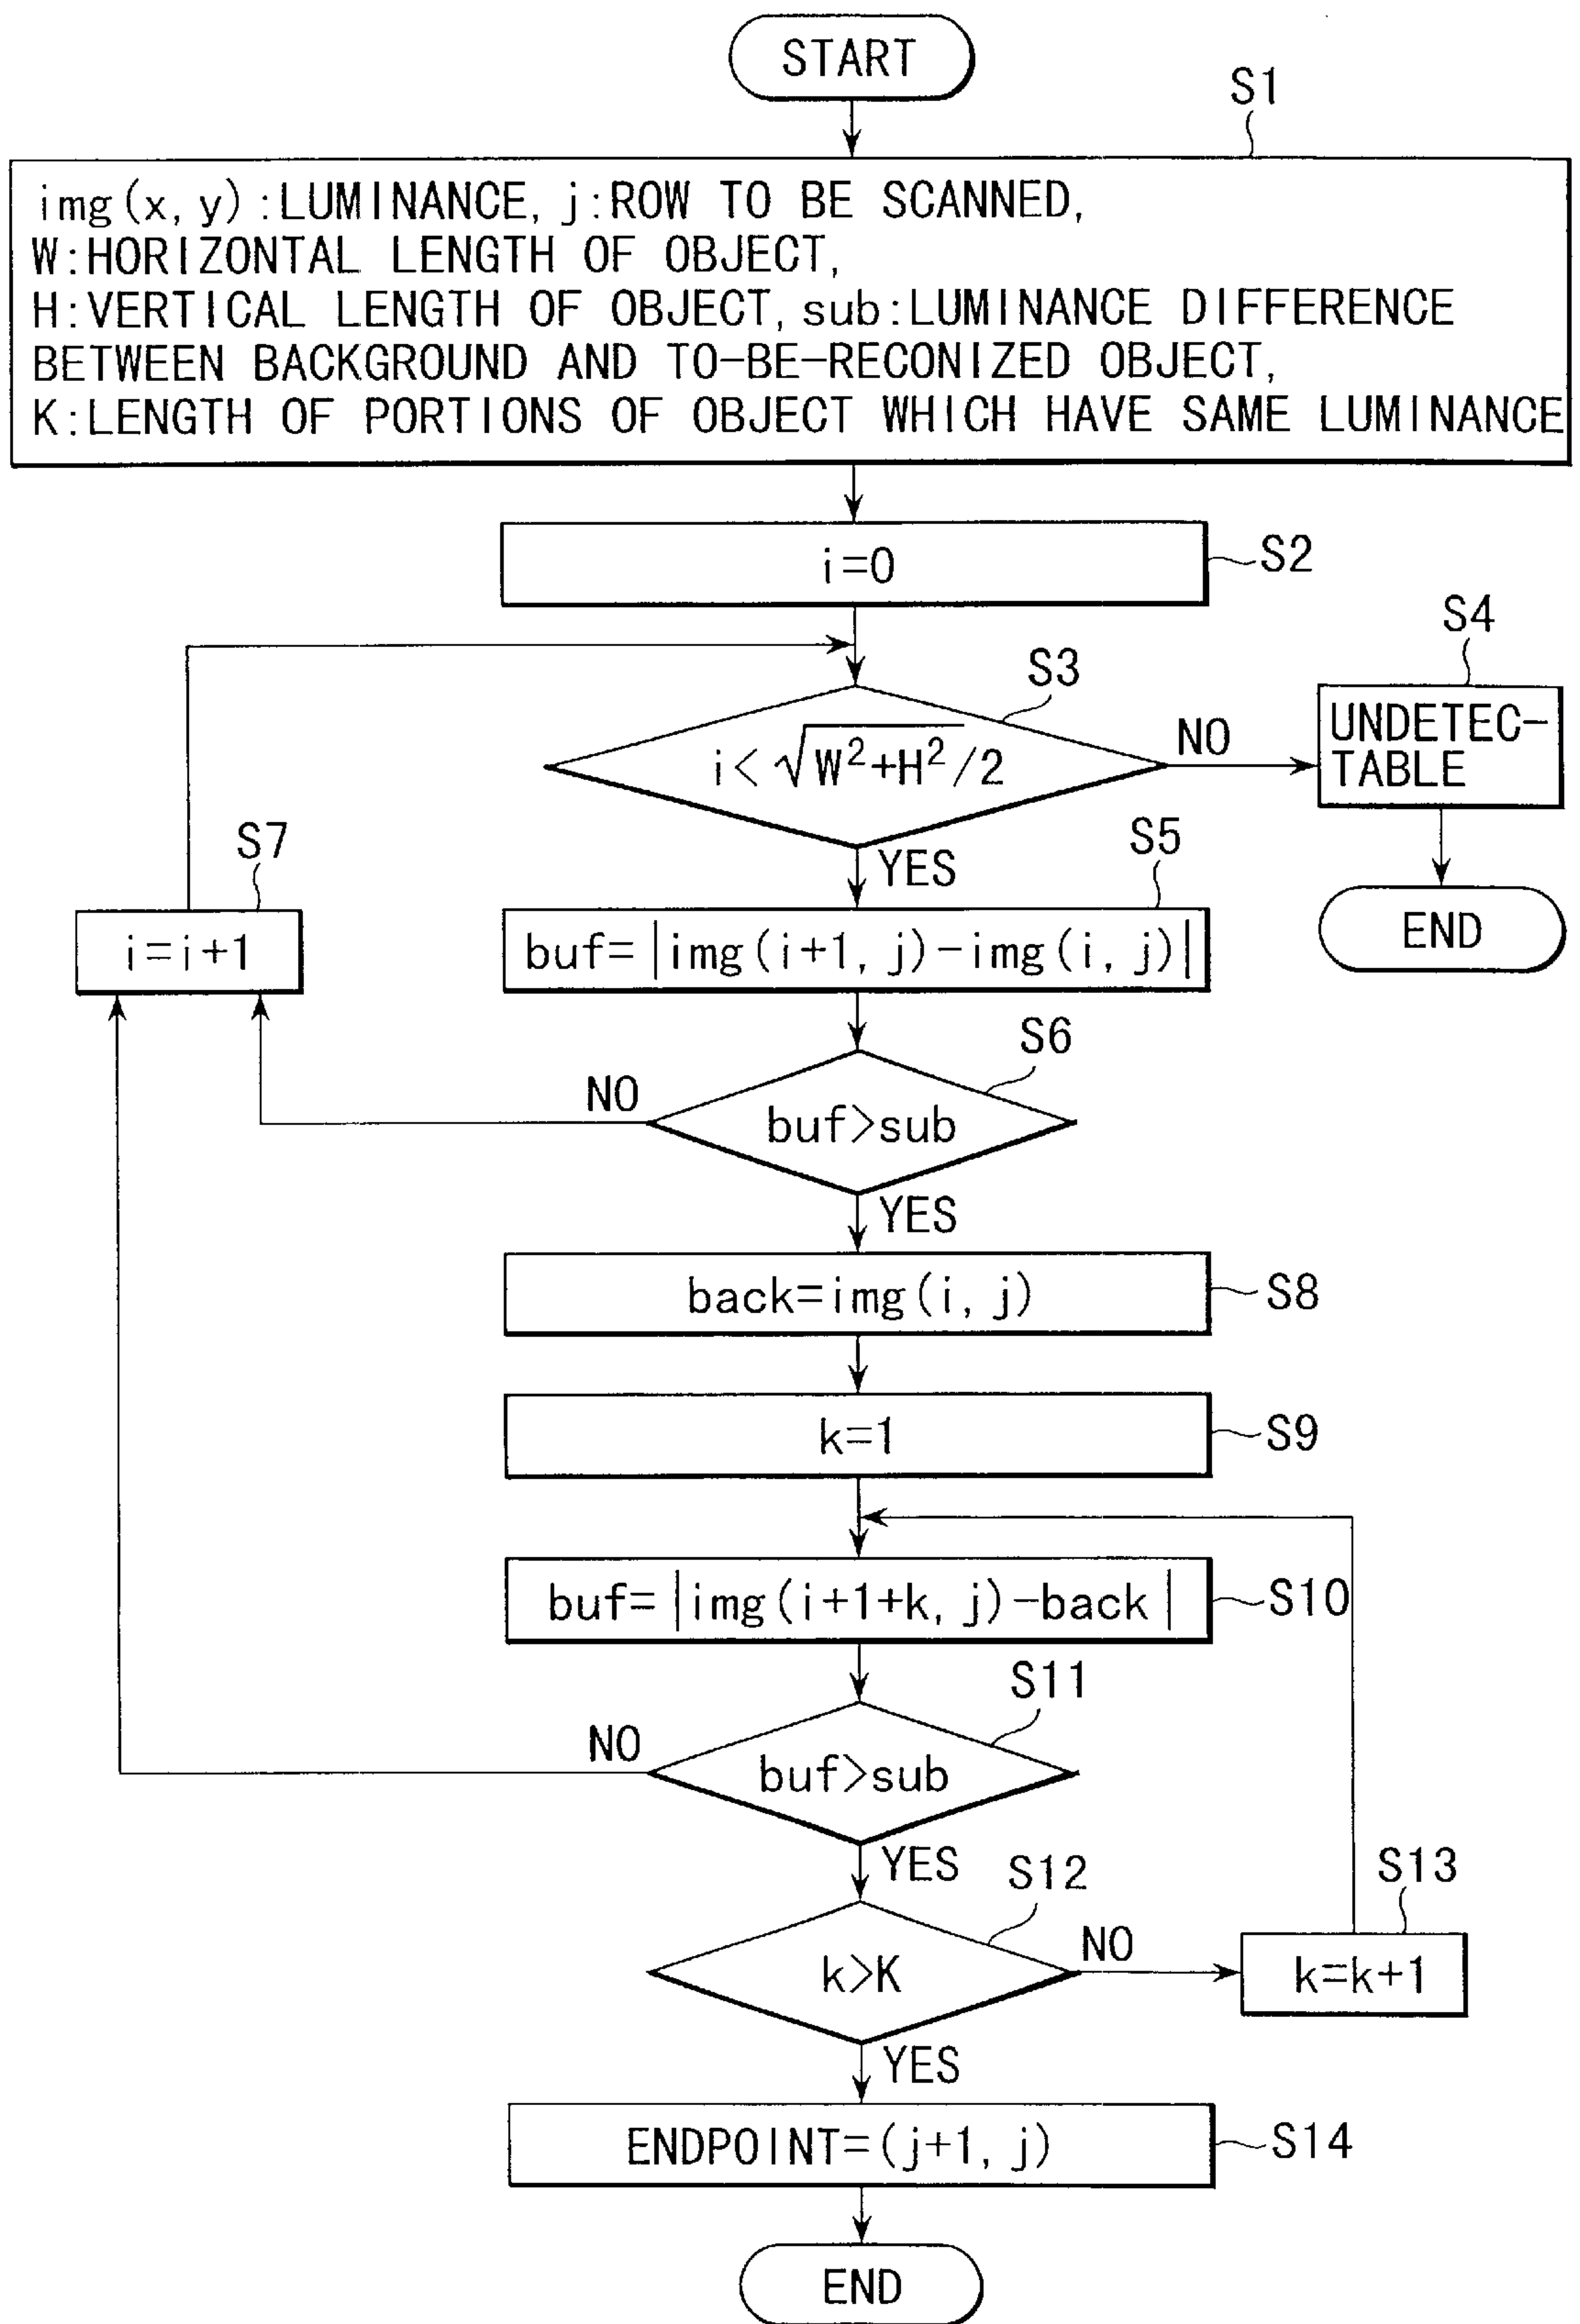 START
S1
img(x, y):LUMINANCE, j:ROW TO BE SCANNED,
W:HORIZONTAL LENGTH OF OBJECT,
H:VERTICAL LENGTH OF OBJECT, sub:LUMINANCE DIFFERENCE
BETWEEN BACKGROUND AND TO-BE-RECONIZED OBJECT,
K:LENGTH OF PORTIONS OF OBJECT WHICH HAVE SAME LUMINANCE
i=0
S2
S3
i<√W²+H²/2
NO
S4
UNDETEC-
TABLE
END
YES
S5
buf=|img(i+1, j)-img(i, j)|
S7
i=i+1
S6
buf>sub
NO
YES
back=img(i, j)
S8
k=1
S9
buf=|img(i+1+k, j)-back|
S10
S11
buf>sub
NO
YES
S12
k>K
NO
S13
k=k+1
YES
ENDPOINT=(j+1, j)
S14
END